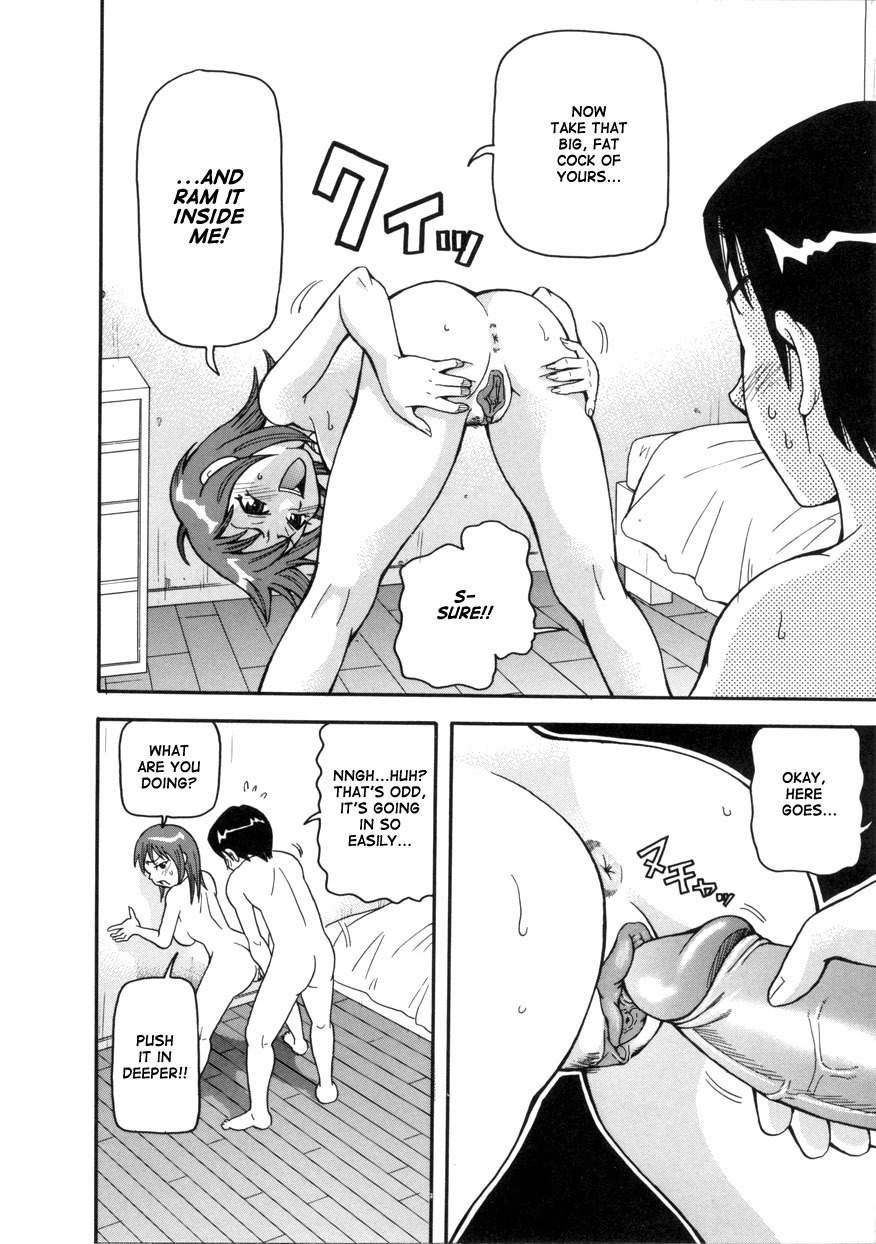 NOW
TAKE THAT
BIG, FAT
COCK OF
YOURS...
...AND
RAM IT
INSIDE
ME!
クイッ
S-
SURE!!
OKAY,
HERE
GOES...
ヌチャッ
NNGH...HUH?
THAT'S ODD,
IT'S GOING
IN SO
EASILY...
WHAT
ARE YOU
DOING?
PUSH
IT IN
DEEPER!!